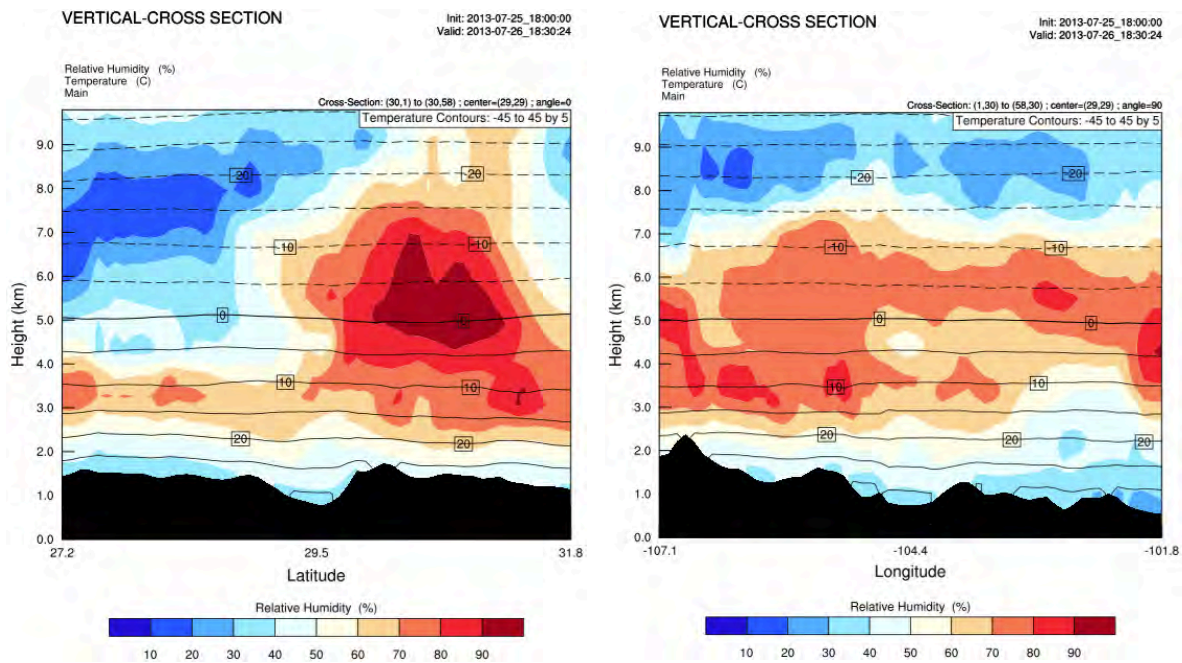 VERTICAL-CROSS SECTION
Init: 2013-07-25_18:00:00
Valid: 2013-07-26_18:30:24
Relative Humidity (%)
Temperature (C)
Main
Cross-Section: (30,1) to (30,58) ; center=(29,29) ; angle=0
Temperature Contours: -45 to 45 by 5
9.0
8.0
7.0
6.0
5.0
4.0
3.0
2.0
1.0
0.0
Height (km)
-20
-20
-10
-10
0
10
10
20
20
27.2
29.5
31.8
Latitude
Relative Humidity (%)
10 20 30 40 50 60 70 80 90
VERTICAL-CROSS SECTION
Init: 2013-07-25_18:00:00
Valid: 2013-07-26_18:30:24
Relative Humidity (%)
Temperature (C)
Main
Cross-Section: (1,30) to (58,30) ; center=(29,29) ; angle=90
Temperature Contours: -45 to 45 by 5
9.0
8.0
7.0
6.0
5.0
4.0
3.0
2.0
1.0
0.0
Height (km)
-20
-20
-10
-10
0
0
10
10
20
20
20
-107.1
-104.4
-101.8
Longitude
Relative Humidity (%)
10 20 30 40 50 60 70 80 90